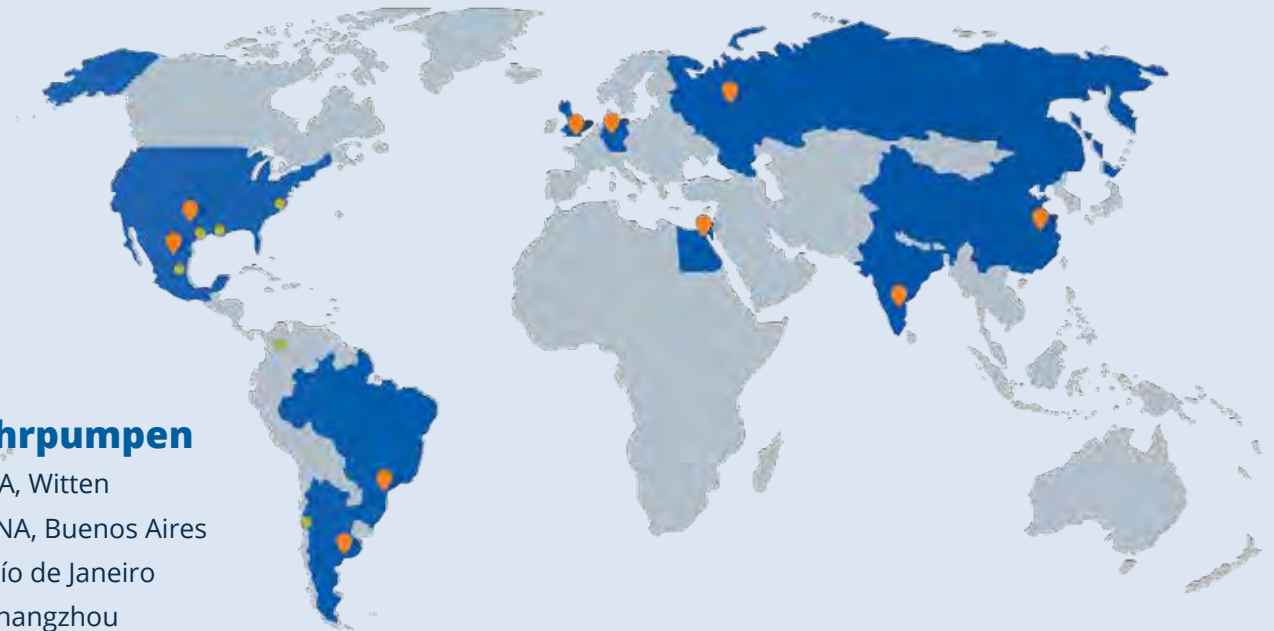 hrpumpen
A, Witten
NA, Buenos Aires
ío de Janeiro
hangzhou